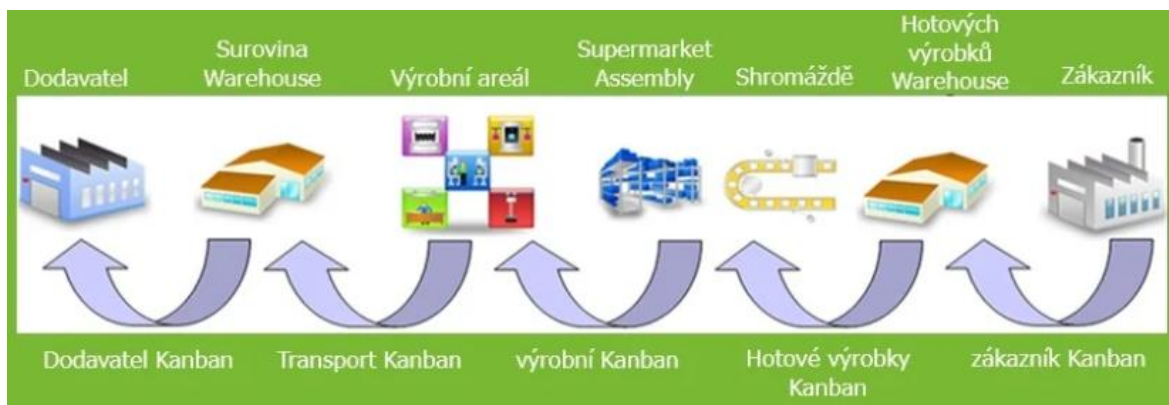 Dodavatel
Surovina
Warehouse
Výrobní areál
Supermarket
Assembly
Shromáždě
Hotových
výrobků
Warehouse
Zákazník
Dodavatel Kanban
Transport Kanban
výrobní Kanban
Hotové výrobky
Kanban
zákazník Kanban